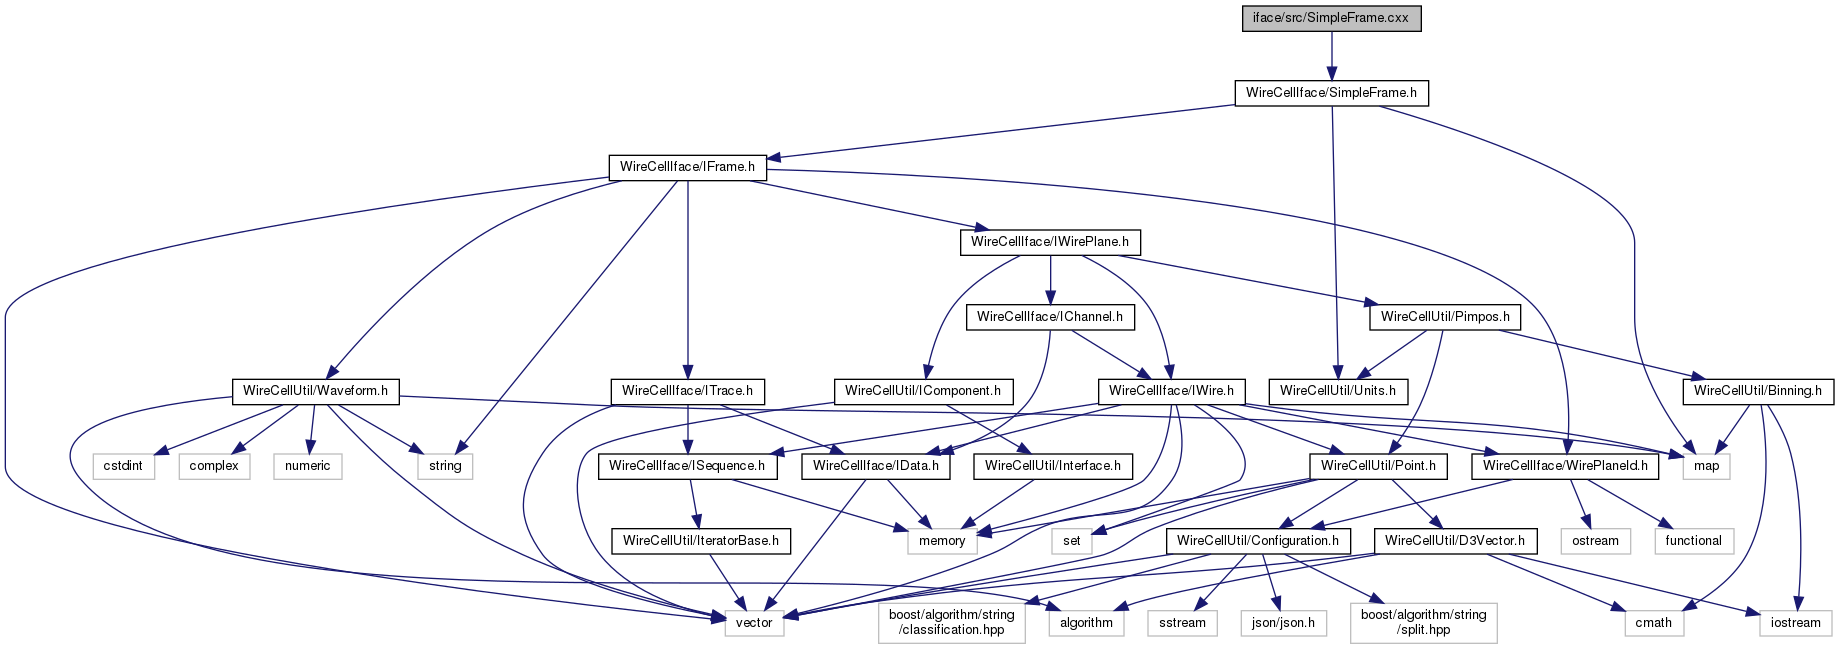 iface/src/SimpleFrame.cxx
WireCellIface/SimpleFrame.h
WireCellIface/IFrame.h
WireCellIface/IWirePlane.h
WireCellIface/IChannel.h
WireCellUtil/Pimpos.h
WireCellUtil/Waveform.h
WireCellIface/ITrace.h
WireCellUtil/IComponent.h
WireCellIface/IWire.h
WireCellUtil/Units.h
WireCellUtil/Binning.h
cstdint
complex
numeric
string
WireCellIface/ISequence.h
WireCellIface/IData.h
WireCellUtil/Interface.h
WireCellUtil/Point.h
WireCellIface/WirePlaneId.h
map
WireCellUtil/IteratorBase.h
memory
set
WireCellUtil/Configuration.h
WireCellUtil/D3Vector.h
ostream
functional
vector
boost/algorithm/string
/classification.hpp
algorithm
sstream
json/json.h
boost/algorithm/string
/split.hpp
cmath
iostream